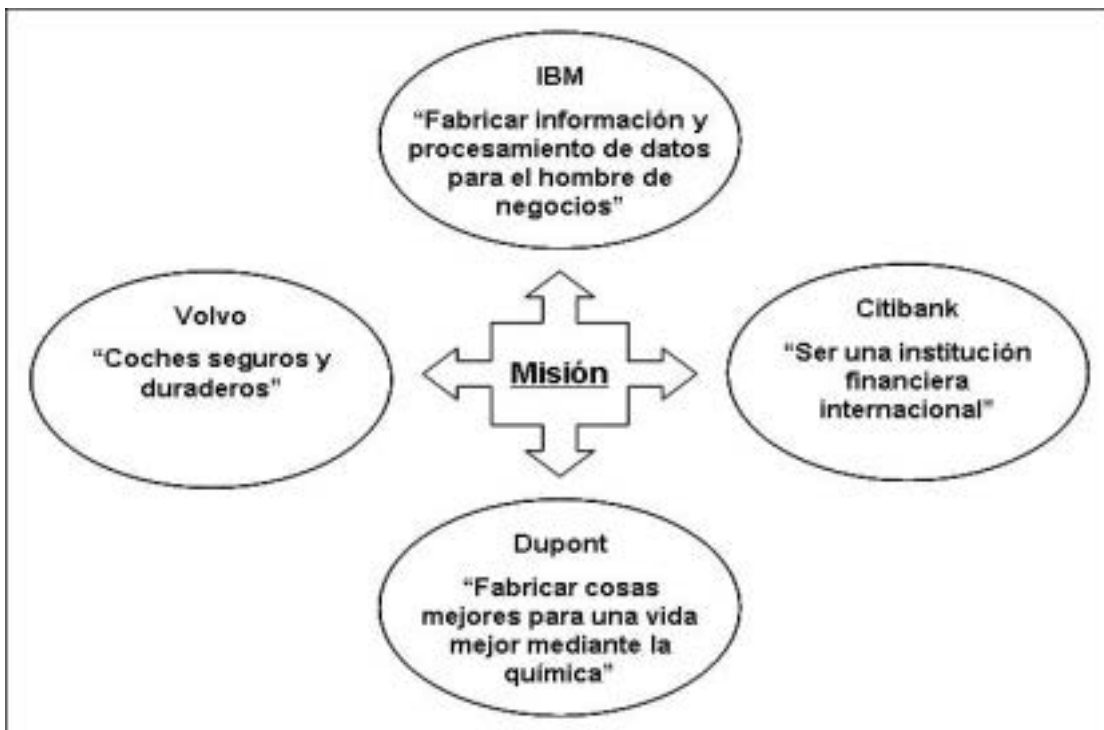 IBM
“Fabricar información y
procesamiento de datos
para el hombre de
negocios”
Volvo
“Coches seguros y
duraderos”
Misión
Citibank
“Ser una institución
financiera
internacional”
Dupont
“Fabricar cosas
mejores para una vida
mejor mediante la
química”